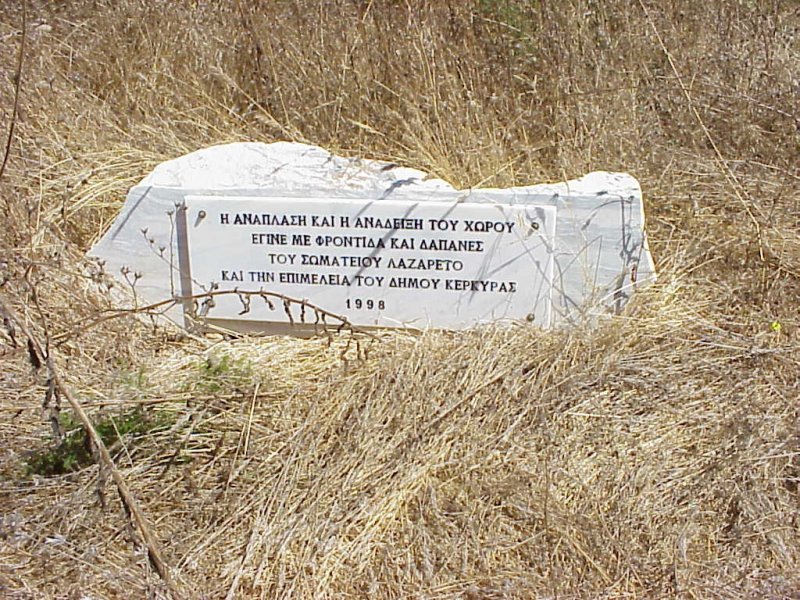 Η ΑΝΑΠΛΑΣΗ ΚΑΙ Η ΑΝΑΔΕΙΞΗ ΤΟΥ ΧΩΡΟΥ
ΕΓΙΝΕ ΜΕ ΦΡΟΝΤΙΔΑ ΚΑΙ ΔΑΠΑΝΕΣ
ΤΟΥ ΣΩΜΑΤΕΙΟΥ ΛΑΖΑΡΕΤΟ
ΚΑΙ ΤΗΝ ΕΠΙΜΕΛΕΙΑ ΤΟΥ ΔΗΜΟΥ ΚΕΡΚΥΡΑΣ
1998